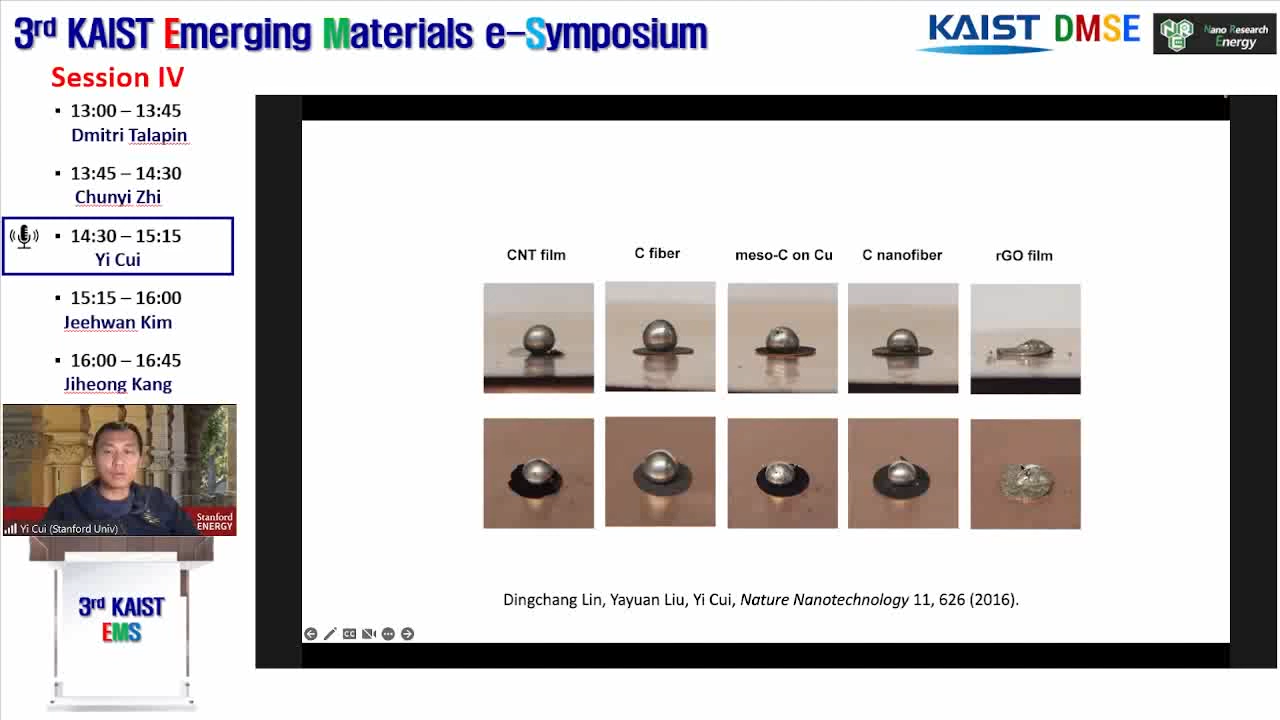 3rd KAIST Emerging Materials e-Symposium
KAIST DMSE
Nano Research
Energy
NRE
Session IV
▪ 13:00 – 13:45
Dmitri Talapin
▪ 13:45 – 14:30
Chunyi Zhi
▪ 14:30 – 15:15
Yi Cui
▪ 15:15 – 16:00
Jeehwan Kim
▪ 16:00 – 16:45
Jiheong Kang
CNT film
C fiber
meso-C on Cu
C nanofiber
rGO film
Dingchang Lin, Yayuan Liu, Yi Cui, Nature Nanotechnology 11, 626 (2016).
CC
Stanford
ENERGY
Yi Cui (Stanford Univ)
3rd KAIST
EMS